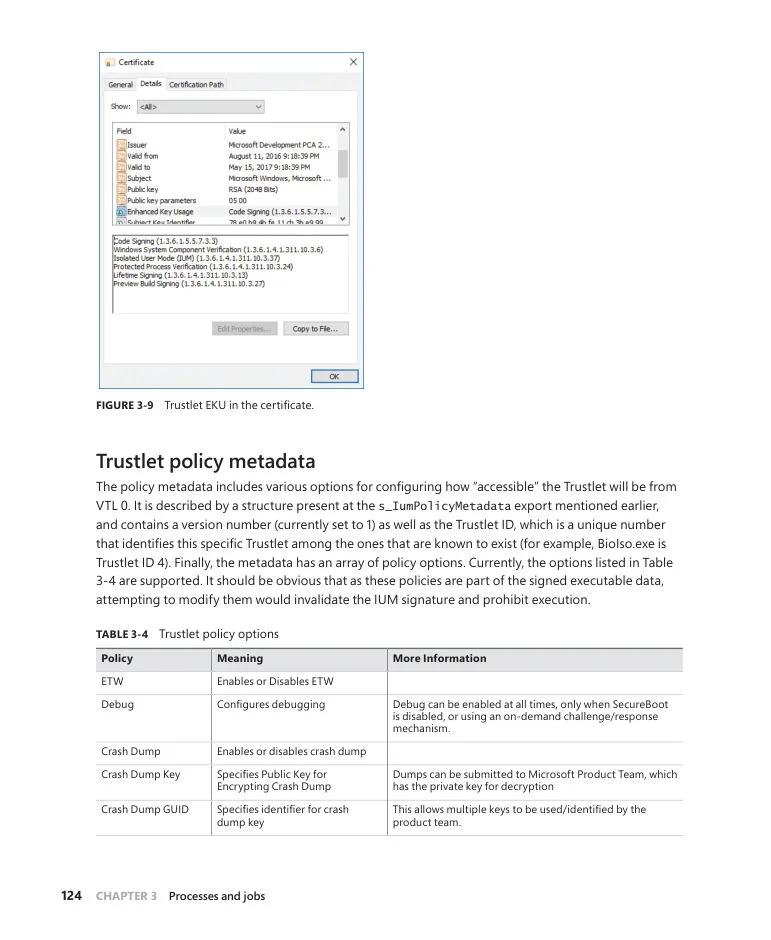 Certificate
General Details Certification Path
Show: <All>
Field Value
Issuer Microsoft Development PCA 2...
Valid from August 11, 2016 9:18:39 PM
Valid to May 15, 2017 9:18:39 PM
Subject Microsoft Windows, Microsoft ...
Public key RSA (2048 Bits)
Public key parameters 05 00
Enhanced Key Usage Code Signing (1.3.6.1.5.5.7.3...
Subject Key Identifier
Code Signing (1.3.6.1.5.5.7.3.3)
Windows System Component Verification (1.3.6.1.4.1.311.10.3.6)
Isolated User Mode (IUM) (1.3.6.1.4.1.311.10.3.37)
Protected Process Verification (1.3.6.1.4.1.311.10.3.24)
Lifetime Signing (1.3.6.1.4.1.311.10.3.13)
Preview Build Signing (1.3.6.1.4.1.311.10.3.27)
Edit Properties... Copy to File...
OK
FIGURE 3-9 Trustlet EKU in the certificate.
Trustlet policy metadata
The policy metadata includes various options for configuring how “accessible” the Trustlet will be from
VTL 0. It is described by a structure present at the s_IumPolicyMetadata export mentioned earlier,
and contains a version number (currently set to 1) as well as the Trustlet ID, which is a unique number
that identifies this specific Trustlet among the ones that are known to exist (for example, BioIso.exe is
Trustlet ID 4). Finally, the metadata has an array of policy options. Currently, the options listed in Table
3-4 are supported. It should be obvious that as these policies are part of the signed executable data,
attempting to modify them would invalidate the IUM signature and prohibit execution.
TABLE 3-4 Trustlet policy options
Policy Meaning More Information
ETW Enables or Disables ETW
Debug Configures debugging Debug can be enabled at all times, only when SecureBoot
is disabled, or using an on-demand challenge/response
mechanism.
Crash Dump Enables or disables crash dump
Crash Dump Key Specifies Public Key for Dumps can be submitted to Microsoft Product Team, which
Encrypting Crash Dump has the private key for decryption
Crash Dump GUID Specifies identifier for crash This allows multiple keys to be used/identified by the
dump key product team.
124 CHAPTER 3 Processes and jobs